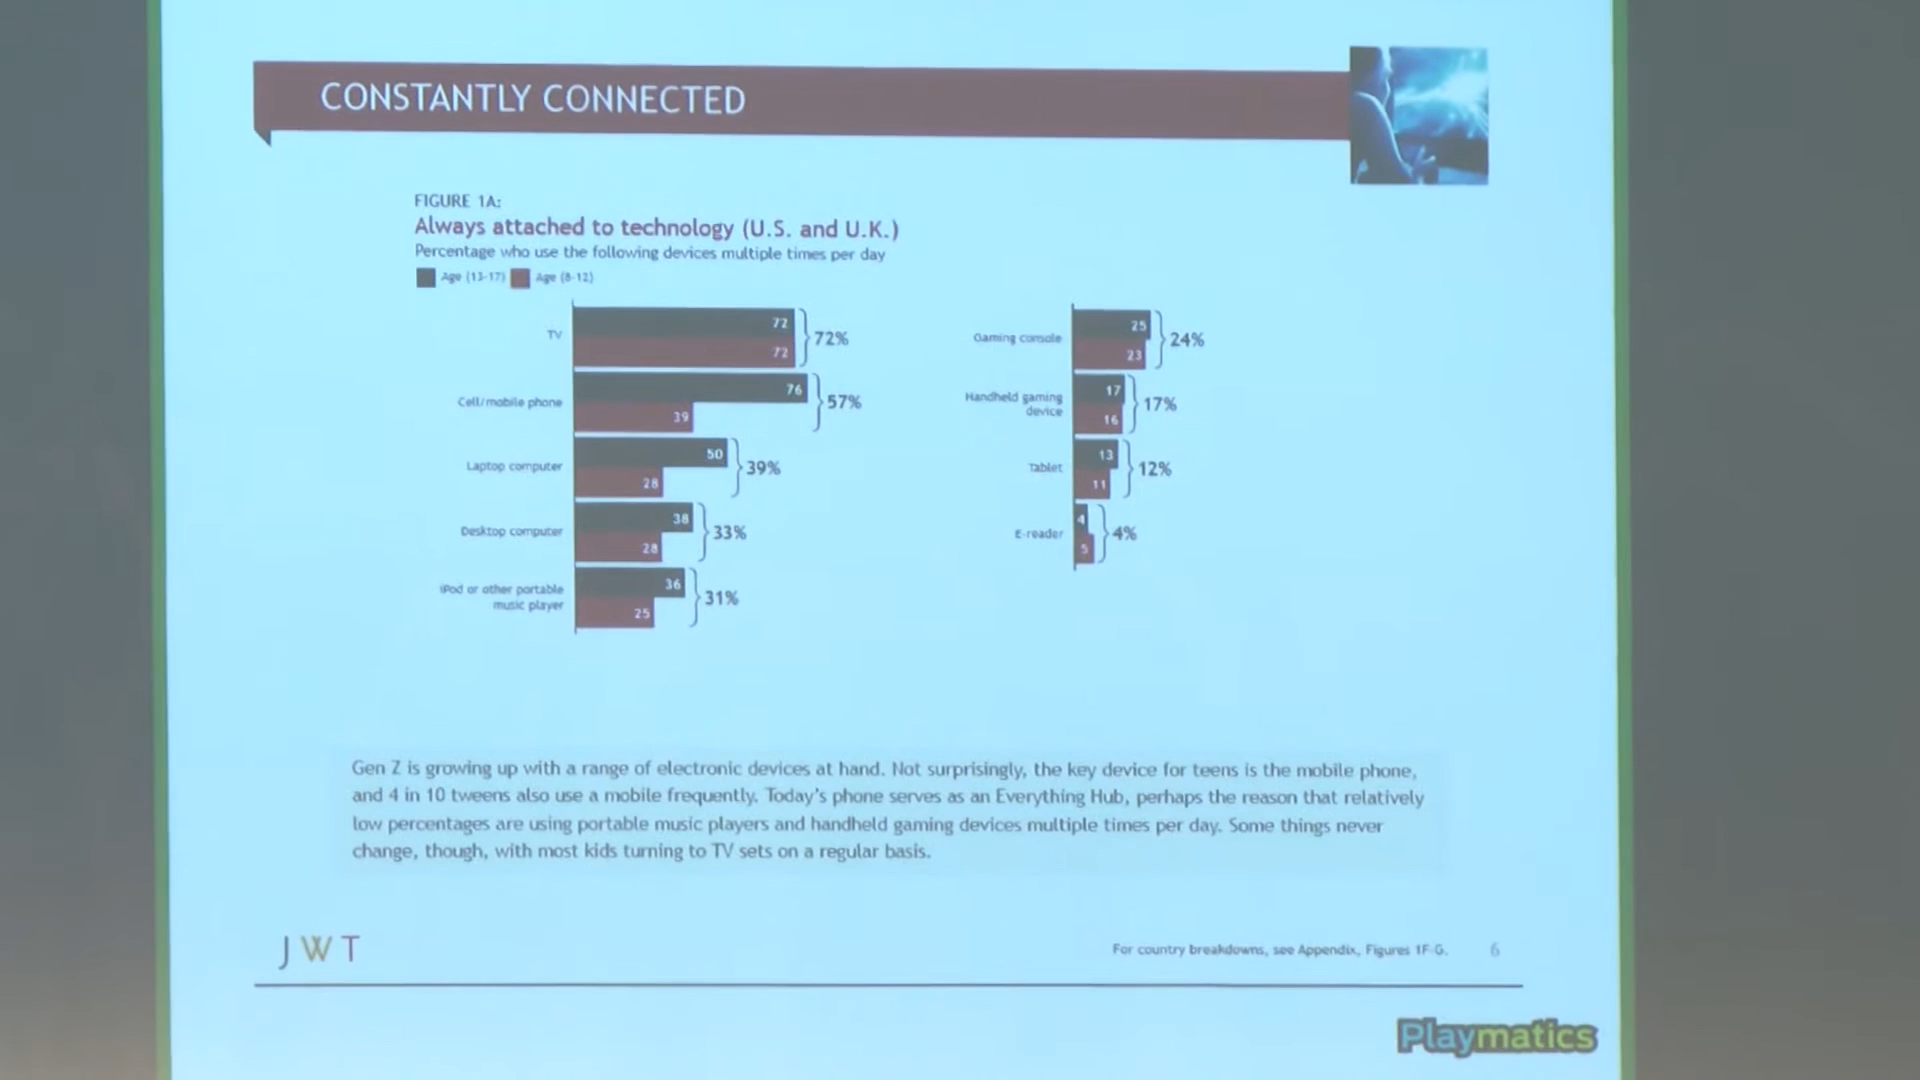 CONSTANTLY CONNECTED
FIGURE 1A:
Always attached to technology (U.S. and U.K.)
Percentage who use the following devices multiple times per day
Age (13-17) Age (8-12)
TV 72 72 72%
Cell/mobile phone 76 39 57%
Laptop computer 50 28 39%
Desktop computer 38 28 33%
iPod or other portable
music player 36 25 31%
Gaming console 25 23 24%
Handheld gaming
device 17 16 17%
Tablet 13 11 12%
E-reader 4 5 4%
Gen Z is growing up with a range of electronic devices at hand. Not surprisingly, the key device for teens is the mobile phone,
and 4 in 10 tweens also use a mobile frequently. Today's phone serves as an Everything Hub, perhaps the reason that relatively
low percentages are using portable music players and handheld gaming devices multiple times per day. Some things never
change, though, with most kids turning to TV sets on a regular basis.
JWT
For country breakdowns, see Appendix, Figures 1F-G. 6
Playmatics